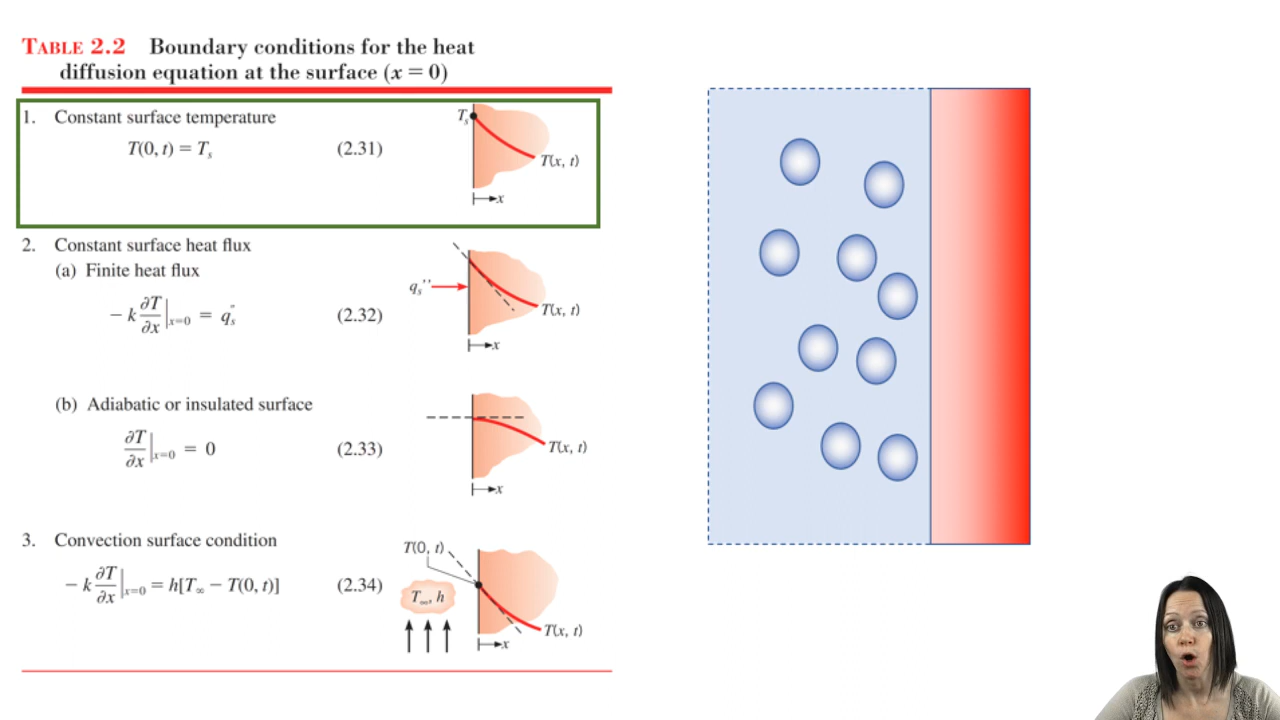 TABLE 2.2 Boundary conditions for the heat
diffusion equation at the surface (x = 0)
1. Constant surface temperature
T(0, t) = Tₛ (2.31)
Tₛ
T(x, t)
x
2. Constant surface heat flux
(a) Finite heat flux
− k ∂T/∂x |ₓ₌₀ = qₛ″ (2.32)
qₛ″
T(x, t)
x
(b) Adiabatic or insulated surface
∂T/∂x |ₓ₌₀ = 0 (2.33)
T(x, t)
x
3. Convection surface condition
− k ∂T/∂x |ₓ₌₀ = h[T∞ − T(0, t)] (2.34)
T(0, t)
T∞, h
T(x, t)
x